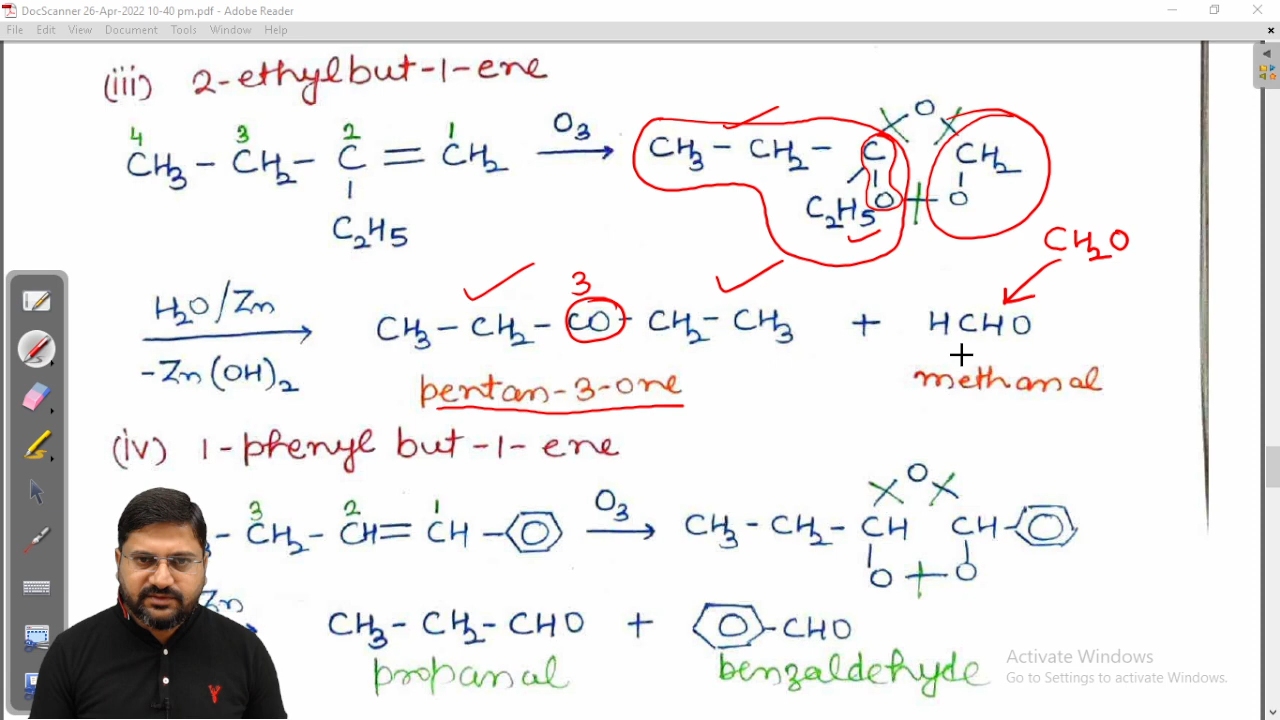 DocScanner 26-Apr-2022 10-40 pm.pdf - Adobe Reader
File Edit View Document Tools Window Help
(iii) 2-ethylbut-1-ene
4 3 2 1
CH3 - CH2 - C = CH2 O3 CH3 - CH2 - C O CH2
C2H5 C2H5 O O
CH2O
H2O/Zn
-Zn(OH)2
3
CH3 - CH2 - CO - CH2 - CH3 + HCHO
pentan-3-one methanal
(iv) 1-phenyl but-1-ene
3 2 1
CH2 - CH = CH - O3 CH3 - CH2 - CH O CH -
O O
Zn
CH3 - CH2 - CHO + -CHO
propanal benzaldehyde
Activate Windows
Go to Settings to activate Windows.